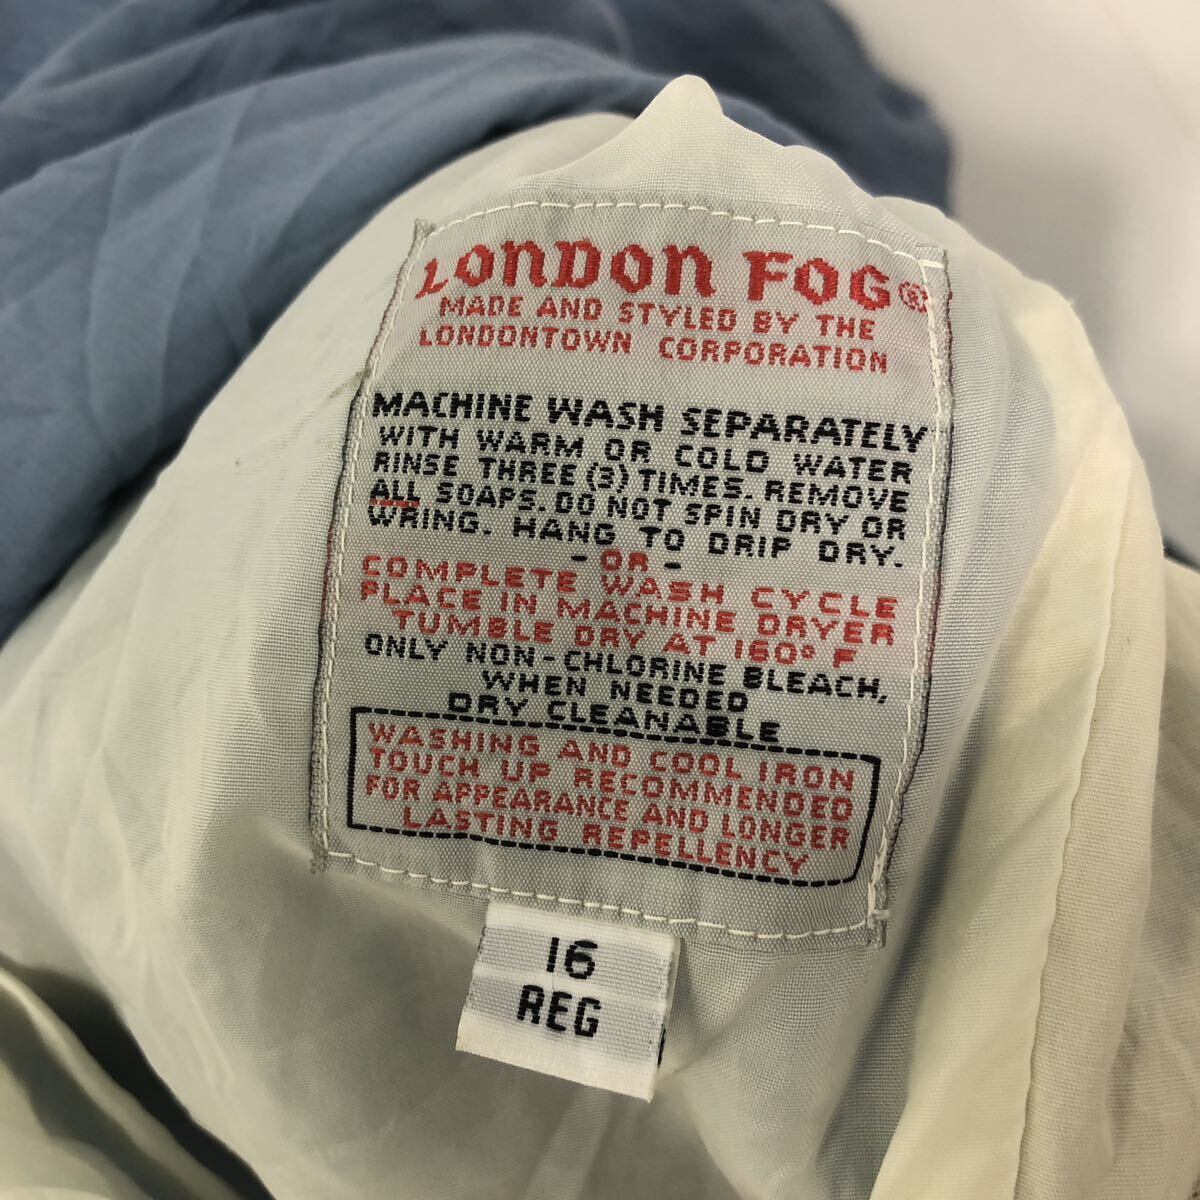 LONDON FOG®
MADE AND STYLED BY THE
LONDONTOWN CORPORATION
MACHINE WASH SEPARATELY
WITH WARM OR COLD WATER
RINSE THREE (3) TIMES. REMOVE
ALL SOAPS. DO NOT SPIN DRY OR
WRING. HANG TO DRIP DRY.
- OR -
COMPLETE WASH CYCLE
PLACE IN MACHINE DRYER
TUMBLE DRY AT 160° F
ONLY NON-CHLORINE BLEACH,
WHEN NEEDED
DRY CLEANABLE
WASHING AND COOL IRON
TOUCH UP RECOMMENDED
FOR APPEARANCE AND LONGER
LASTING REPELLENCY
16
REG